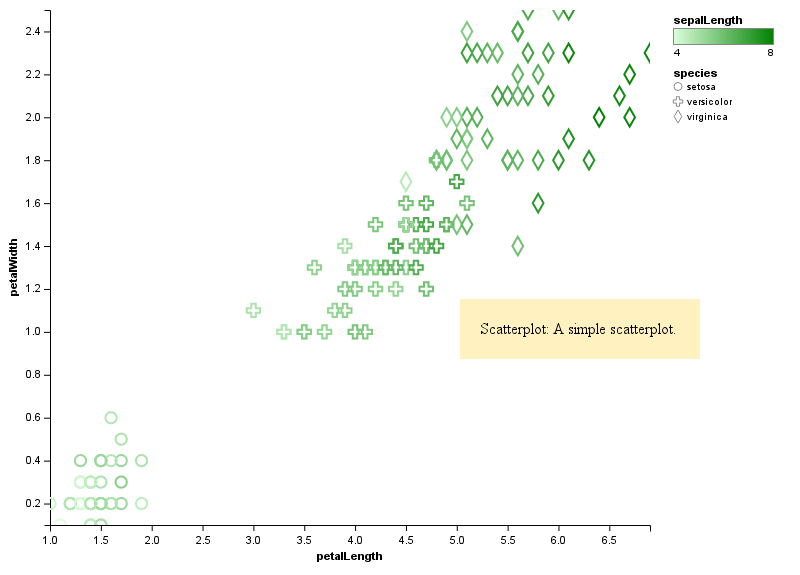 sepalLength
4 8
species
setosa
versicolor
virginica
2.4
2.2
2.0
1.8
1.6
1.4
1.2
1.0
0.8
0.6
0.4
0.2
petalWidth
Scatterplot: A simple scatterplot.
1.0 1.5 2.0 2.5 3.0 3.5 4.0 4.5 5.0 5.5 6.0 6.5
petalLength